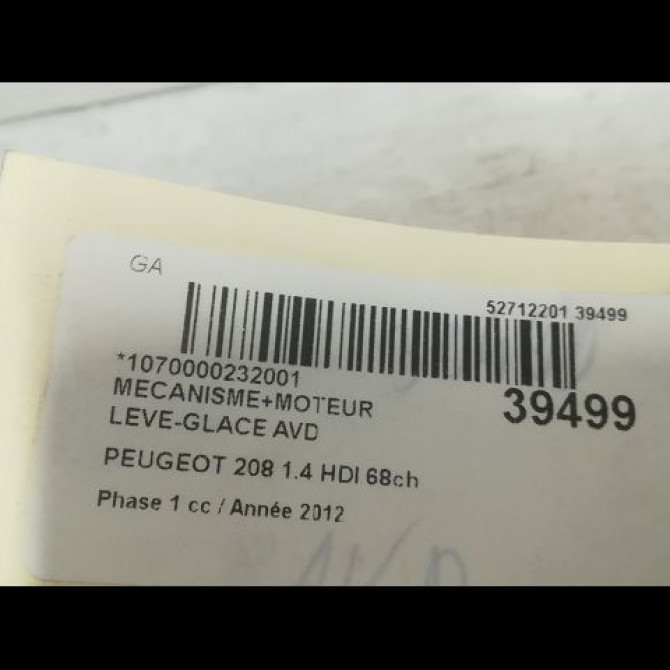 GA
52712201 39499
*1070000232001
39499
MECANISME+MOTEUR
LEVE-GLACE AVD
PEUGEOT 208 1.4 HDI 68ch
Phase 1 cc / Année 2012